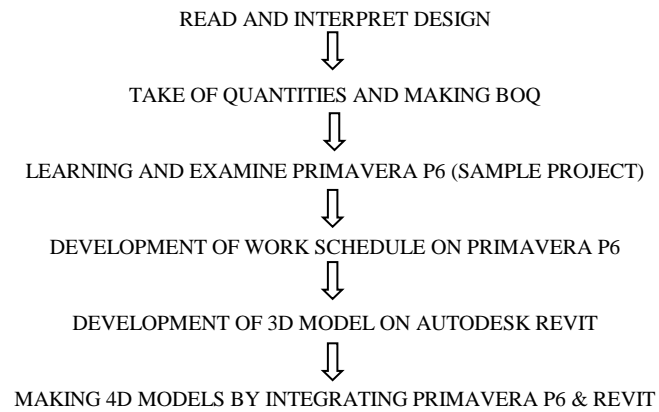 READ AND INTERPRET DESIGN
TAKE OF QUANTITIES AND MAKING BOQ
LEARNING AND EXAMINE PRIMAVERA P6 (SAMPLE PROJECT)
DEVELOPMENT OF WORK SCHEDULE ON PRIMAVERA P6
DEVELOPMENT OF 3D MODEL ON AUTODESK REVIT
MAKING 4D MODELS BY INTEGRATING PRIMAVERA P6 & REVIT